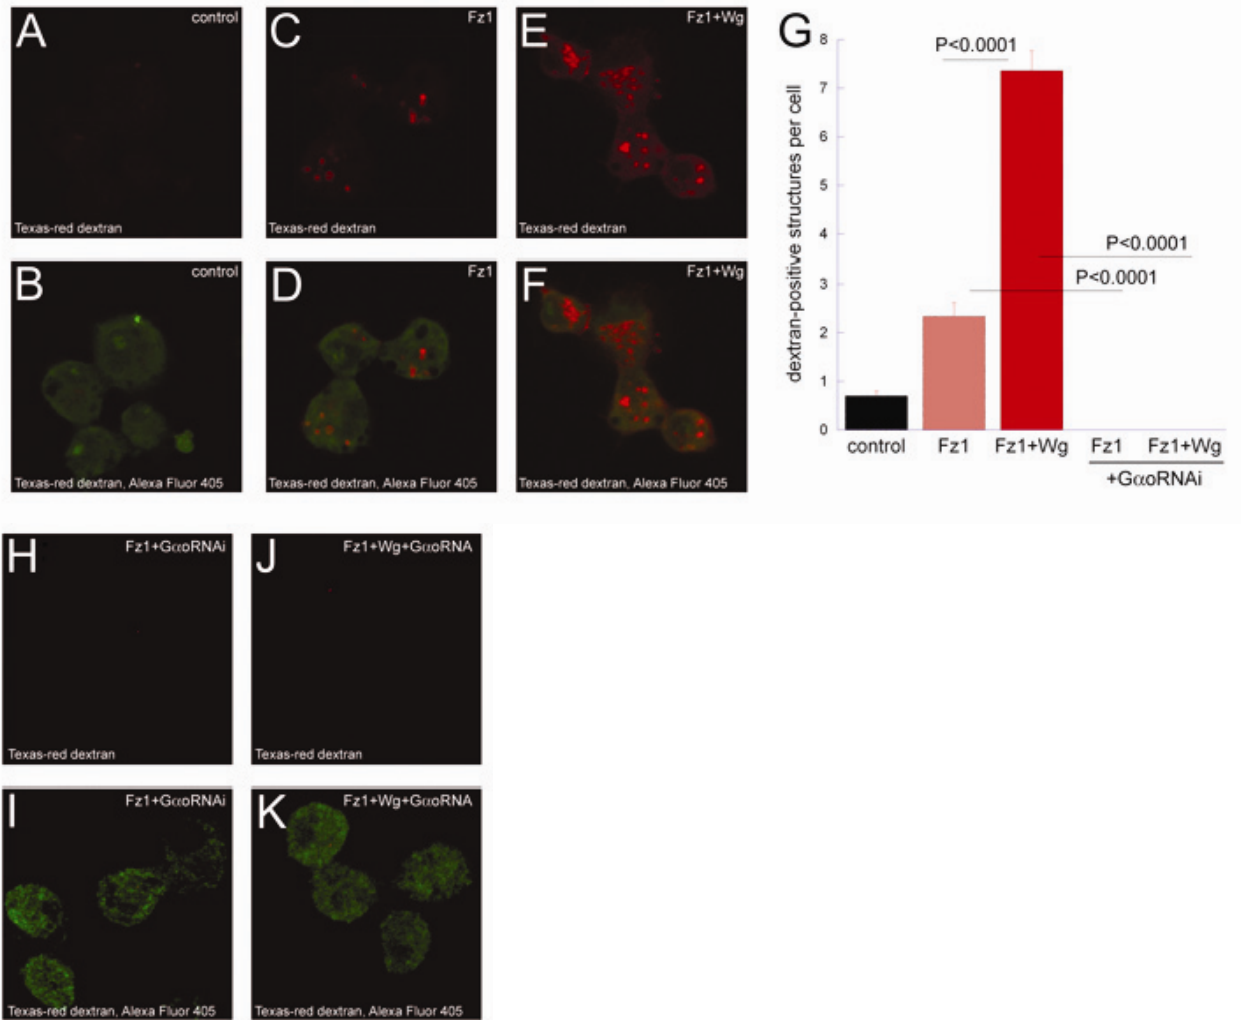 A
control
Texas-red dextran
C
Fz1
Texas-red dextran
E
Fz1+Wg
Texas-red dextran
B
control
Texas-red dextran, Alexa Fluor 405
D
Fz1
Texas-red dextran, Alexa Fluor 405
F
Fz1+Wg
Texas-red dextran, Alexa Fluor 405
G
dextran-positive structures per cell
8
7
6
5
4
3
2
1
0
P<0.0001
P<0.0001
P<0.0001
control Fz1 Fz1+Wg Fz1 Fz1+Wg
+GαoRNAi
H
Fz1+GαoRNAi
Texas-red dextran
J
Fz1+Wg+GαoRNA
Texas-red dextran
I
Fz1+GαoRNAi
Texas-red dextran, Alexa Fluor 405
K
Fz1+Wg+GαoRNA
Texas-red dextran, Alexa Fluor 405